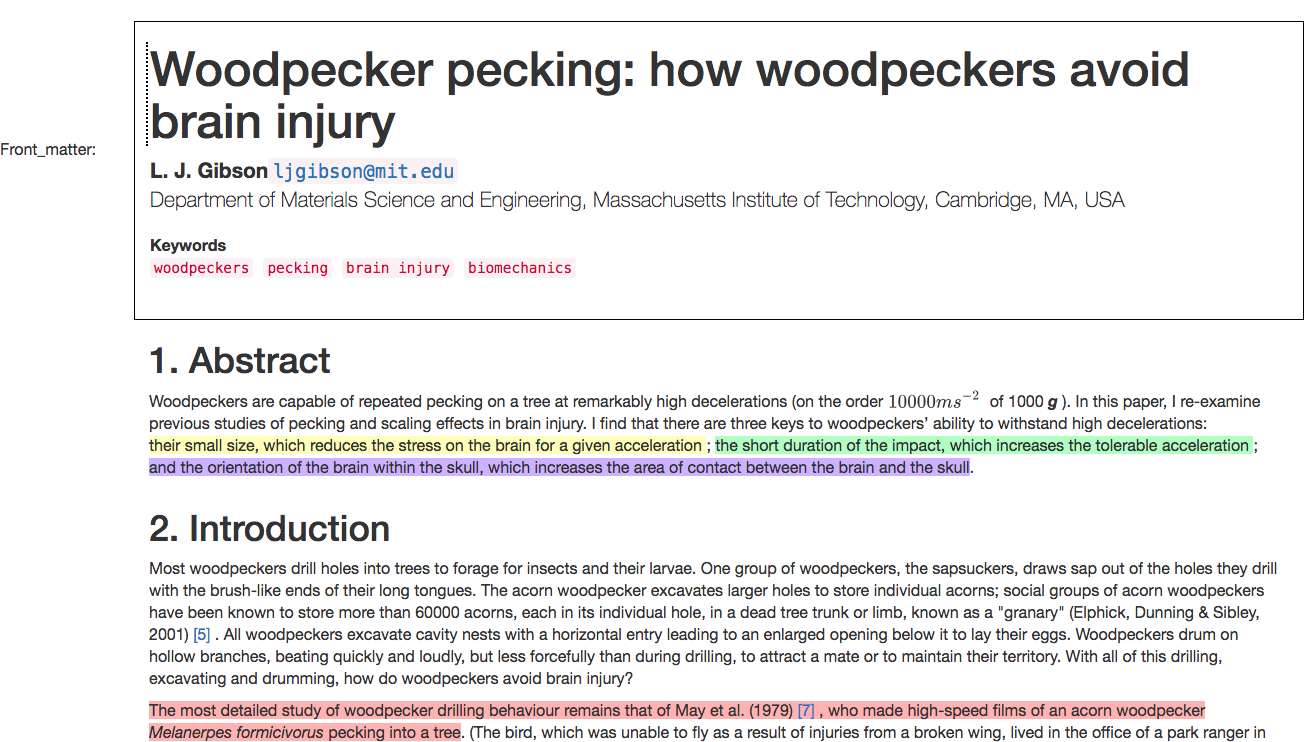 Woodpecker pecking: how woodpeckers avoid
brain injury
Front_matter:
L. J. Gibson ljgibson@mit.edu
Department of Materials Science and Engineering, Massachusetts Institute of Technology, Cambridge, MA, USA
Keywords
woodpeckers pecking brain injury biomechanics
1. Abstract
Woodpeckers are capable of repeated pecking on a tree at remarkably high decelerations (on the order 10000ms⁻² of 1000 g ). In this paper, I re-examine
previous studies of pecking and scaling effects in brain injury. I find that there are three keys to woodpeckers’ ability to withstand high decelerations:
their small size, which reduces the stress on the brain for a given acceleration ; the short duration of the impact, which increases the tolerable acceleration ;
and the orientation of the brain within the skull, which increases the area of contact between the brain and the skull.
2. Introduction
Most woodpeckers drill holes into trees to forage for insects and their larvae. One group of woodpeckers, the sapsuckers, draws sap out of the holes they drill
with the brush-like ends of their long tongues. The acorn woodpecker excavates larger holes to store individual acorns; social groups of acorn woodpeckers
have been known to store more than 60000 acorns, each in its individual hole, in a dead tree trunk or limb, known as a "granary" (Elphick, Dunning & Sibley,
2001) [5] . All woodpeckers excavate cavity nests with a horizontal entry leading to an enlarged opening below it to lay their eggs. Woodpeckers drum on
hollow branches, beating quickly and loudly, but less forcefully than during drilling, to attract a mate or to maintain their territory. With all of this drilling,
excavating and drumming, how do woodpeckers avoid brain injury?
The most detailed study of woodpecker drilling behaviour remains that of May et al. (1979) [7] , who made high-speed films of an acorn woodpecker
Melanerpes formicivorus pecking into a tree. (The bird, which was unable to fly as a result of injuries from a broken wing, lived in the office of a park ranger in